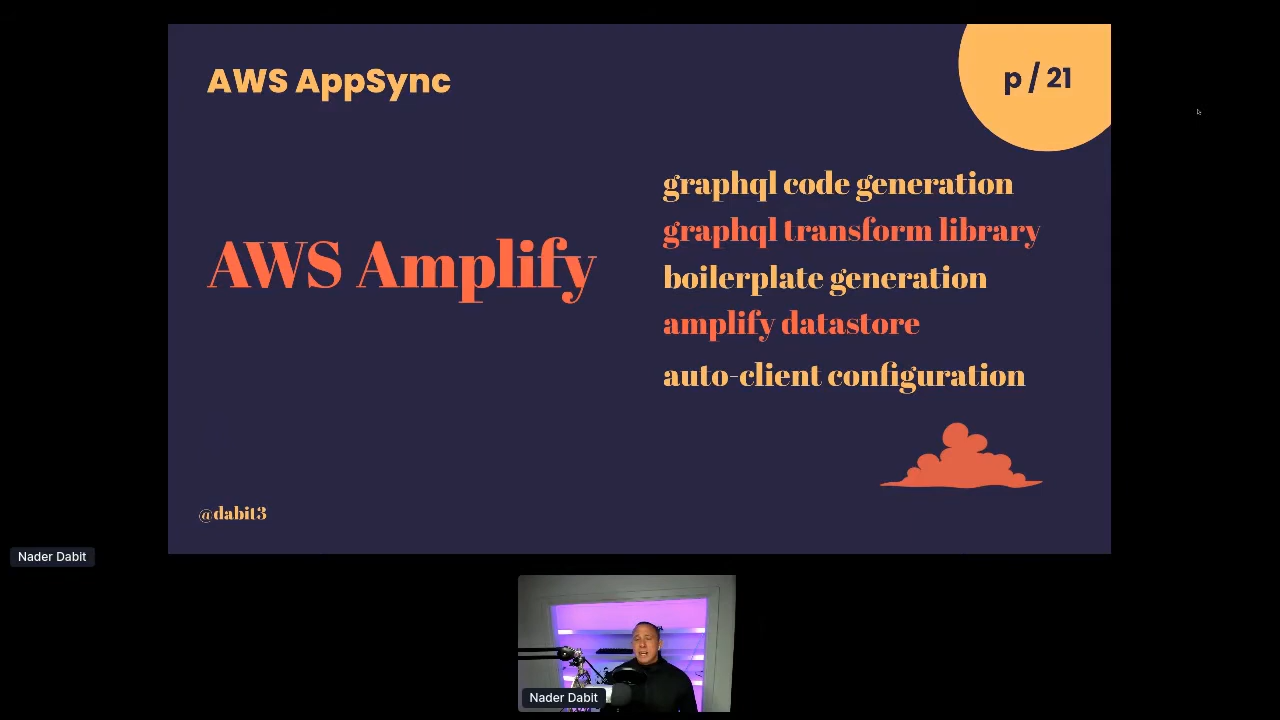 AWS AppSync
p / 21
AWS Amplify
graphql code generation
graphql transform library
boilerplate generation
amplify datastore
auto-client configuration
@dabit3
Nader Dabit
Nader Dabit